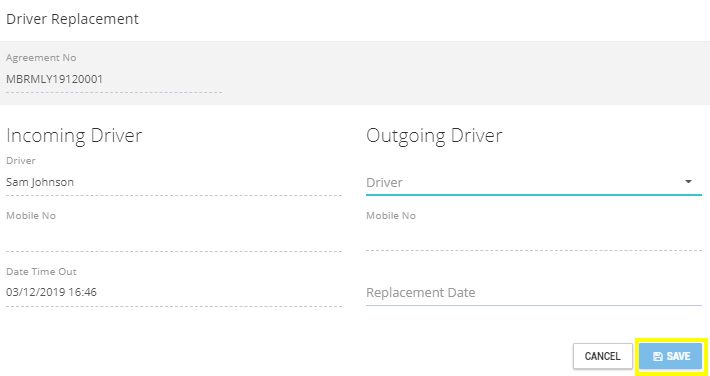 Driver Replacement
Agreement No
MBRMLY19120001
Incoming Driver
Driver
Sam Johnson
Mobile No
Date Time Out
03/12/2019 16:46
Outgoing Driver
Driver
Mobile No
Replacement Date
CANCEL
SAVE